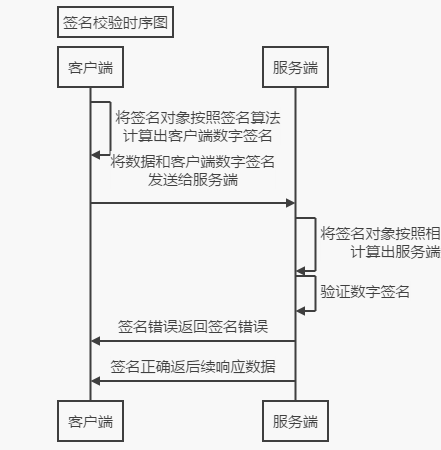 签名校验时序图
客户端
服务端
将签名对象按照签名算法
计算出客户端数字签名
将数据和客户端数字签名
发送给服务端
将签名对象按照相
计算出服务端
验证数字签名
签名错误返回签名错误
签名正确返后续响应数据
客户端
服务端